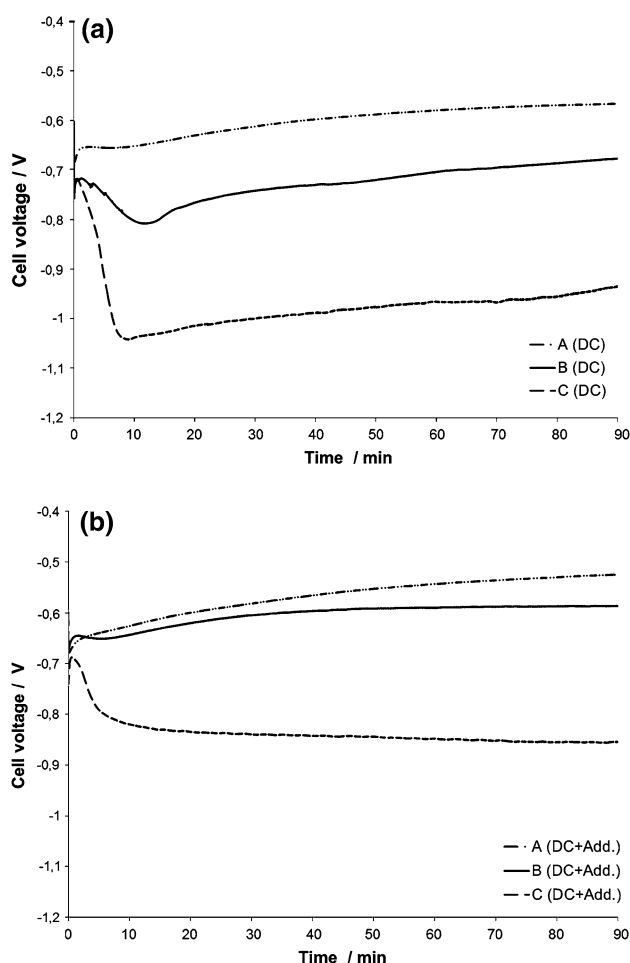 (a)
-0,4
-0,5
-0,6
-0,7
-0,8
-0,9
-1
-1,1
-1,2
Cell voltage / V
A (DC)
B (DC)
C (DC)
0 10 20 30 40 50 60 70 80 90
Time / min
(b)
-0,4
-0,5
-0,6
-0,7
-0,8
-0,9
-1
-1,1
-1,2
Cell voltage / V
A (DC+Add.)
B (DC+Add.)
C (DC+Add.)
0 10 20 30 40 50 60 70 80 90
Time / min